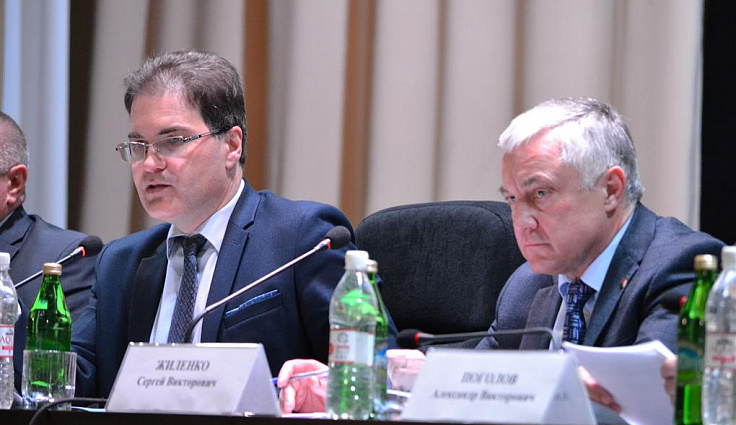 ЖИЛЕНКО
Сергей Викторович
ПОГОЛОВ
Александр Викторович